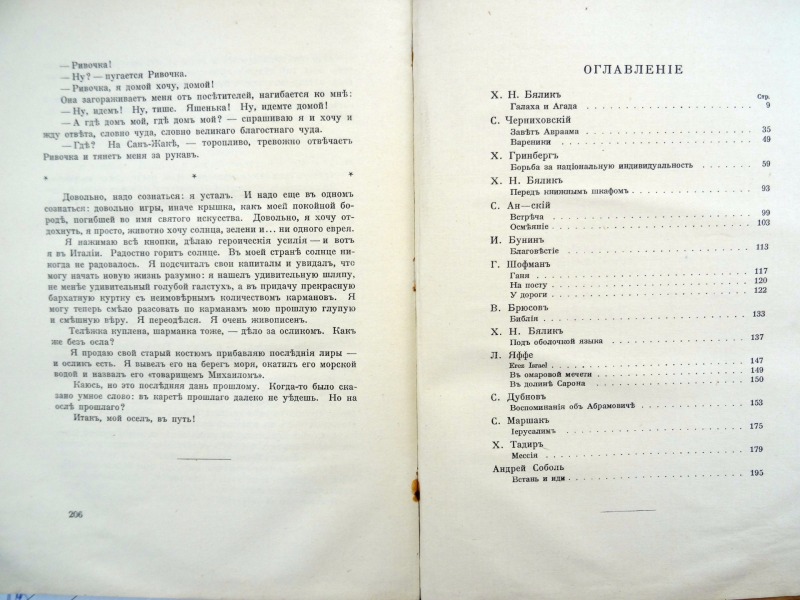 — Ривочка!
— Ну? — пугается Ривочка.
— Ривочка, я домой хочу, домой!
Она загораживаетъ меня отъ посѣтителей, нагибается ко мнѣ:
— Ну, идемъ! Ну, тише. Яшенька! Ну, идемте домой!
— А гдѣ домъ мой, гдѣ домъ мой? — спрашиваю я и хочу и
жду отвѣта, словно чуда, словно великаго благостнаго чуда.
— Гдѣ? На Санъ-Жакѣ, — торопливо, тревожно отвѣчаетъ
Ривочка и тянетъ меня за рукавъ.
* * *
Довольно, надо сознаться: я усталъ. И надо еще въ одномъ
сознаться: довольно игры, иначе крышка, какъ моей покойной бо-
родѣ, погибшей во имя святого искусства. Довольно, я хочу от-
дохнуть, я просто, животно хочу солнца, зелени и... ни одного еврея.
Я нажимаю всѣ кнопки, дѣлаю героическія усилія — и вотъ
я въ Италіи. Радостно горитъ солнце. Въ моей странѣ солнце ни-
когда не радовалось. Я подсчиталъ свои капиталы и увидалъ, что
могу начать новую жизнь разумно: я нашелъ удивительную шляпу,
не менѣе удивительный голубой галстухъ, а въ придачу прекрасную
бархатную куртку съ неимовѣрнымъ количествомъ кармановъ. Я
могу теперь смѣло разсовать по карманамъ мою прошлую глупую
и смѣшную вѣру. Я переодѣлся. Я очень живописенъ.
Телѣжка куплена, шарманка тоже, — дѣло за осликомъ. Какъ
же безъ осла?
Я продаю свой старый костюмъ прибавляю послѣднія лиры —
и осликъ есть. Я вывелъ его на берегъ моря, окатилъ его морской
водой и назвалъ его «товарищемъ Михаиломъ».
Каюсь, но это послѣдняя дань прошлому. Когда-то было ска-
зано умное слово: въ каретѣ прошлаго далеко не уѣдешь. Но на
ослѣ прошлаго?
Итакъ, мой оселъ, въ путь!
206
ОГЛАВЛЕНІЕ
Стр.
Х. Н. Бяликъ
Галаха и Агада 9
С. Черниховскій
Завѣтъ Авраама 35
Вареники 49
Х. Гринбергъ
Борьба за національную индивидуальность 59
Х. Н. Бяликъ
Передъ книжнымъ шкафомъ 93
С. Ан—скій
Встрѣча 99
Осмѣяніе 103
И. Бунинъ
Благовѣстіе 113
Г. Шофманъ
Ганя 117
На посту 120
У дороги 122
В. Брюсовъ
Библія 133
Х. Н. Бяликъ
Подъ оболочкой языка 137
Л. Яффе
Eros Israel 147
Въ омаровой мечети 149
Въ долинѣ Сарона 150
С. Дубновъ
Воспоминанія объ Абрамовичѣ 153
С. Маршакъ
Іерусалимъ 175
Х. Тадиръ
Мессія 179
Андрей Соболь
Встань и иди 195